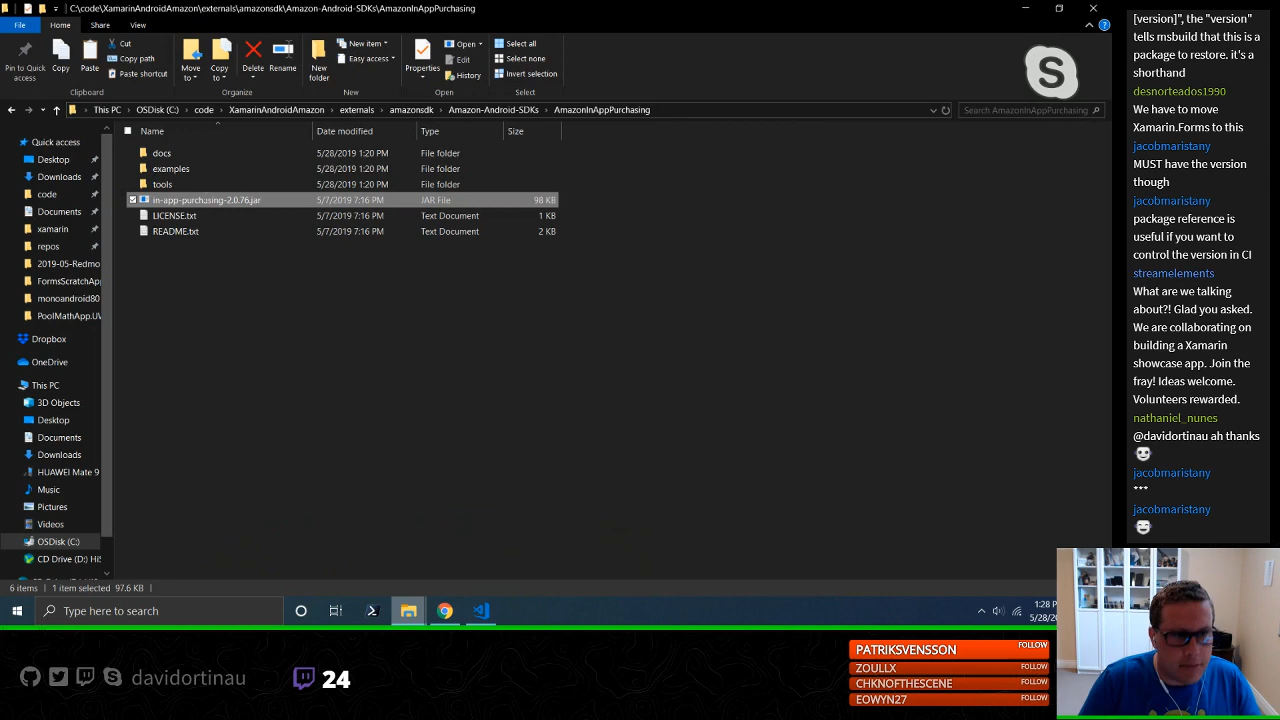 C:\code\XamarinAndroidAmazon\externals\amazonsdk\Amazon-Android-SDKs\AmazonInAppPurchasing
File
Home
Share
View
Pin to Quick access
Copy
Paste
Cut
Copy path
Paste shortcut
Clipboard
Move to
Copy to
Delete
Rename
Organize
New folder
New item
Easy access
New
Properties
Open
Edit
History
Open
Select all
Select none
Invert selection
Select
This PC
OSDisk (C:)
code
XamarinAndroidAmazon
externals
amazonsdk
Amazon-Android-SDKs
AmazonInAppPurchasing
Search AmazonInAppPurchasing
Name
Date modified
Type
Size
docs 5/28/2019 1:20 PM File folder
examples 5/28/2019 1:20 PM File folder
tools 5/28/2019 1:20 PM File folder
in-app-purchasing-2.0.76.jar 5/7/2019 7:16 PM JAR File 98 KB
LICENSE.txt 5/7/2019 7:16 PM Text Document 1 KB
README.txt 5/7/2019 7:16 PM Text Document 2 KB
Quick access
Desktop
Downloads
code
Documents
xamarin
repos
2019-05-Redmo
FormsScratchAp
monoandroid80
PoolMathApp.UV
Dropbox
OneDrive
This PC
3D Objects
Desktop
Documents
Downloads
HUAWEI Mate 9
Music
Pictures
Videos
OSDisk (C:)
CD Drive (D:) HiS
6 items
1 item selected 97.6 KB
Type here to search
1:28 P
5/28/20
[version]", the "version"
tells msbuild that this is a
package to restore. it's a
shorthand
desnorteados1990
We have to move
Xamarin.Forms to this
jacobmaristany
MUST have the version
though
jacobmaristany
package reference is
useful if you want to
control the version in CI
streamelements
What are we talking
about?! Glad you asked.
We are collaborating on
building a Xamarin
showcase app. Join the
fray! Ideas welcome.
Volunteers rewarded.
nathaniel_nunes
@davidortinau ah thanks
jacobmaristany
***
jacobmaristany
davidortinau
24
PATRIKSVENSSON FOLLOW
ZOULLX FOLLOW
CHKNOFTHESCENE FOLLOW
EOWYN27 FOLLOW